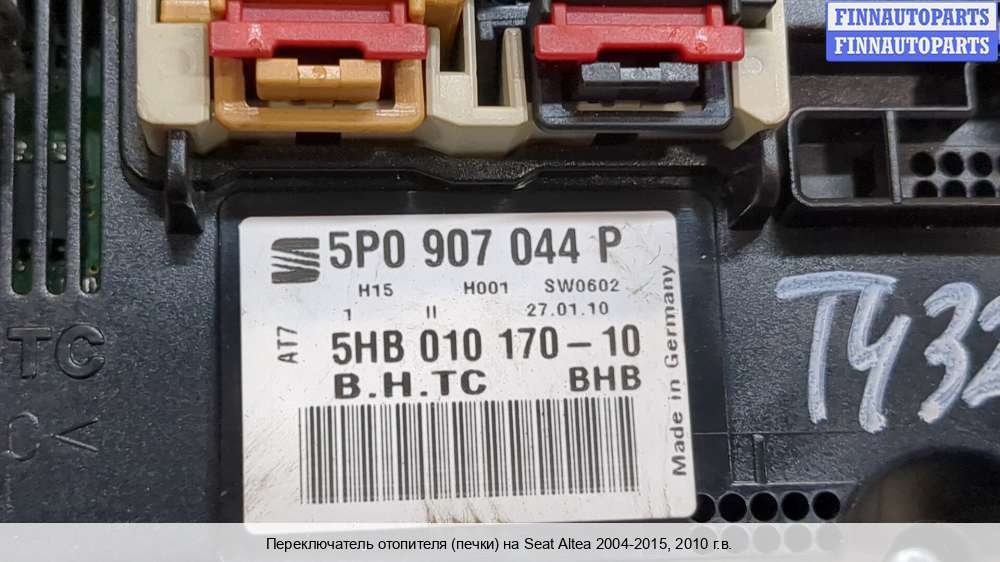 FINNAUTOPARTS
FINNAUTOPARTS
5P0 907 044 P
H15 H001 SW0602
1 II 27.01.10
AT7
5HB 010 170-10
B.H.TC BHB
Made in Germany
T432
TC
C<
Переключатель отопителя (печки) на Seat Altea 2004-2015, 2010 г.в.